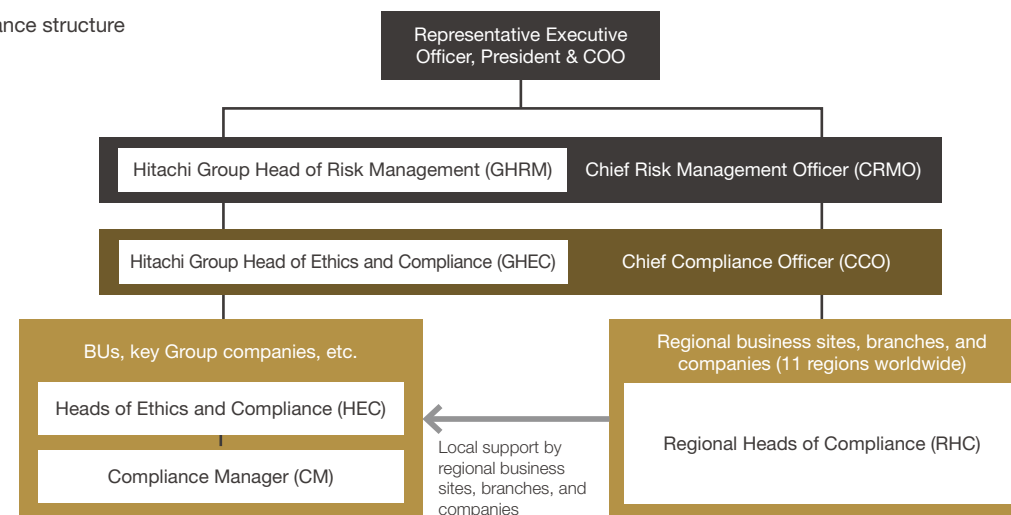 ance structure
Representative Executive
Officer, President & COO
Hitachi Group Head of Risk Management (GHRM)
Chief Risk Management Officer (CRMO)
Hitachi Group Head of Ethics and Compliance (GHEC)
Chief Compliance Officer (CCO)
BUs, key Group companies, etc.
Heads of Ethics and Compliance (HEC)
Compliance Manager (CM)
Local support by
regional business
sites, branches, and
companies
Regional business sites, branches, and
companies (11 regions worldwide)
Regional Heads of Compliance (RHC)